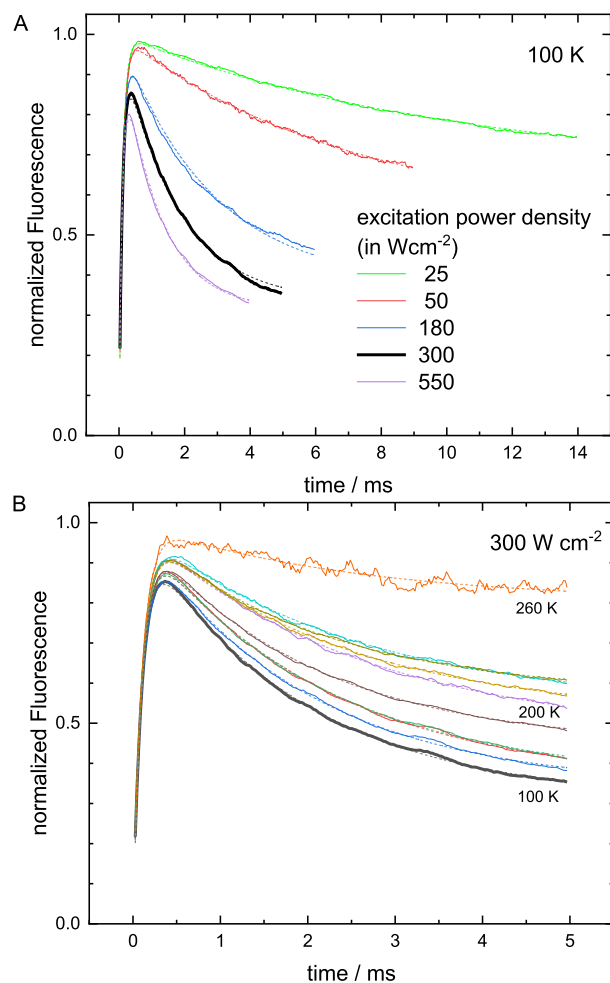 A
100 K
normalized Fluorescence
1.0
0.5
0.0
excitation power density
(in Wcm-2)
25
50
180
300
550
0 2 4 6 8 10 12 14
time / ms
B
300 W cm-2
normalized Fluorescence
1.0
0.5
0.0
260 K
200 K
100 K
0 1 2 3 4 5
time / ms